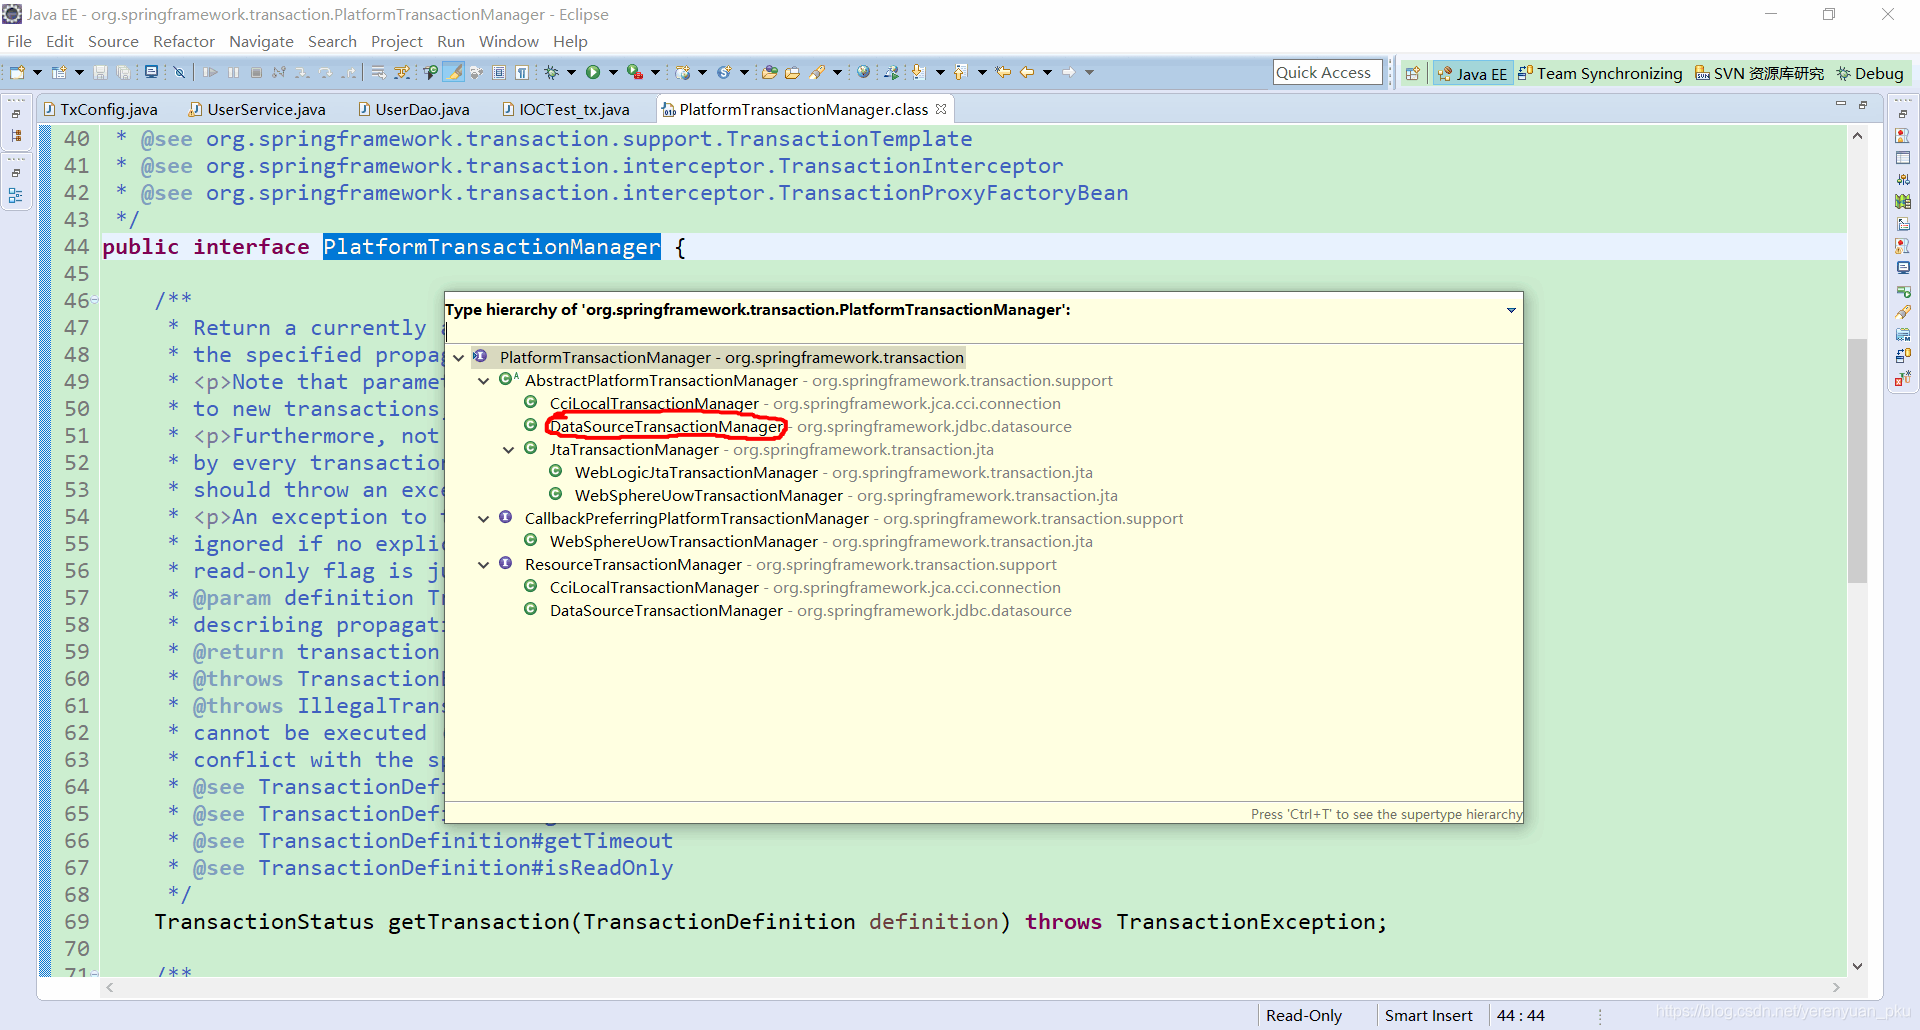 Java EE - org.springframework.transaction.PlatformTransactionManager - Eclipse
File Edit Source Refactor Navigate Search Project Run Window Help
Quick Access Java EE Team Synchronizing SVN 资源库研究 Debug
TxConfig.java UserService.java UserDao.java IOCTest_tx.java PlatformTransactionManager.class
40 * @see org.springframework.transaction.support.TransactionTemplate
41 * @see org.springframework.transaction.interceptor.TransactionInterceptor
42 * @see org.springframework.transaction.interceptor.TransactionProxyFactoryBean
43 */
44 public interface PlatformTransactionManager {
45
46 /**
47 * Return a currently
48 * the specified propag
49 * <p>Note that paramet
50 * to new transactions,
51 * <p>Furthermore, not
52 * by every transaction
53 * should throw an exce
54 * <p>An exception to t
55 * ignored if no explic
56 * read-only flag is ju
57 * @param definition Tr
58 * describing propagati
59 * @return transaction
60 * @throws TransactionE
61 * @throws IllegalTrans
62 * cannot be executed
63 * conflict with the sp
64 * @see TransactionDefi
65 * @see TransactionDefi
66 * @see TransactionDefinition#getTimeout
67 * @see TransactionDefinition#isReadOnly
68 */
69 TransactionStatus getTransaction(TransactionDefinition definition) throws TransactionException;
70
71 /**
Type hierarchy of 'org.springframework.transaction.PlatformTransactionManager':
PlatformTransactionManager - org.springframework.transaction
AbstractPlatformTransactionManager - org.springframework.transaction.support
CciLocalTransactionManager - org.springframework.jca.cci.connection
DataSourceTransactionManager - org.springframework.jdbc.datasource
JtaTransactionManager - org.springframework.transaction.jta
WebLogicJtaTransactionManager - org.springframework.transaction.jta
WebSphereUowTransactionManager - org.springframework.transaction.jta
CallbackPreferringPlatformTransactionManager - org.springframework.transaction.support
WebSphereUowTransactionManager - org.springframework.transaction.jta
ResourceTransactionManager - org.springframework.transaction.support
CciLocalTransactionManager - org.springframework.jca.cci.connection
DataSourceTransactionManager - org.springframework.jdbc.datasource
Press 'Ctrl+T' to see the supertype hierarchy
Read-Only Smart Insert 44 : 44
https://blog.csdn.net/yerenyuan_pku